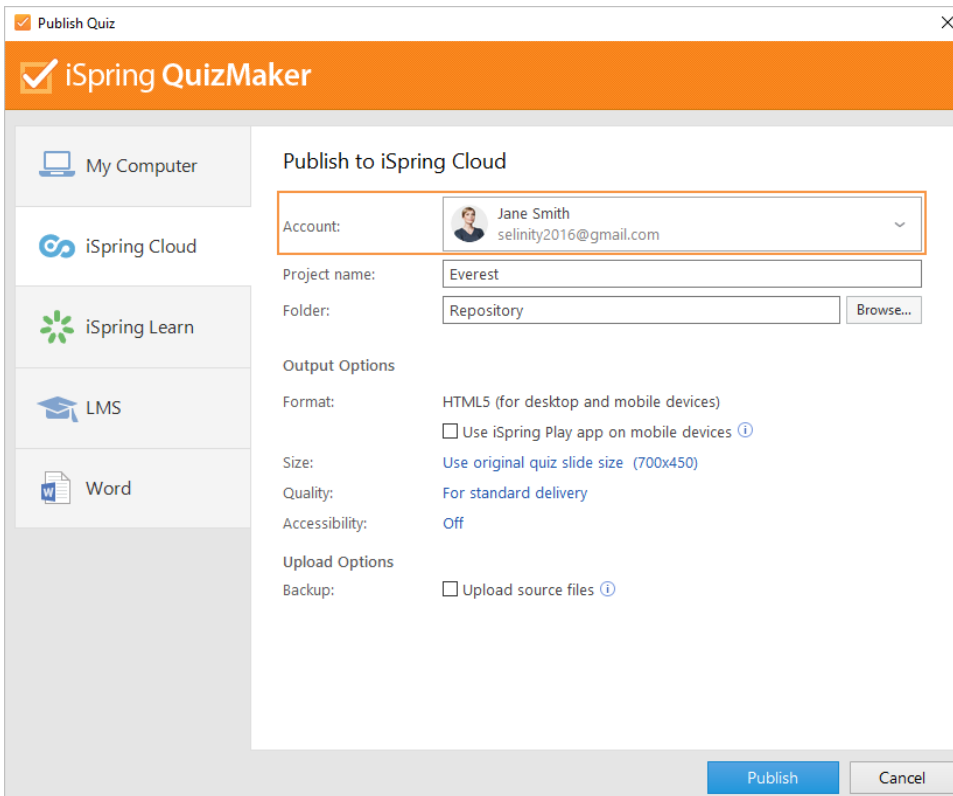 Publish Quiz
iSpring QuizMaker
My Computer
iSpring Cloud
iSpring Learn
LMS
Word
Publish to iSpring Cloud
Account: Jane Smith
selinity2016@gmail.com
Project name: Everest
Folder: Repository Browse...
Output Options
Format: HTML5 (for desktop and mobile devices)
Use iSpring Play app on mobile devices
Size: Use original quiz slide size (700x450)
Quality: For standard delivery
Accessibility: Off
Upload Options
Backup: Upload source files
Publish Cancel